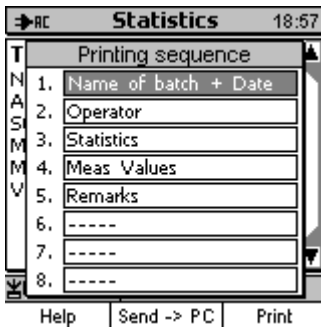 AC Statistics 18:57
Printing sequence
1. Name of batch + Date
2. Operator
3. Statistics
4. Meas Values
5. Remarks
6. -----
7. -----
8. -----
Help Send -> PC Print